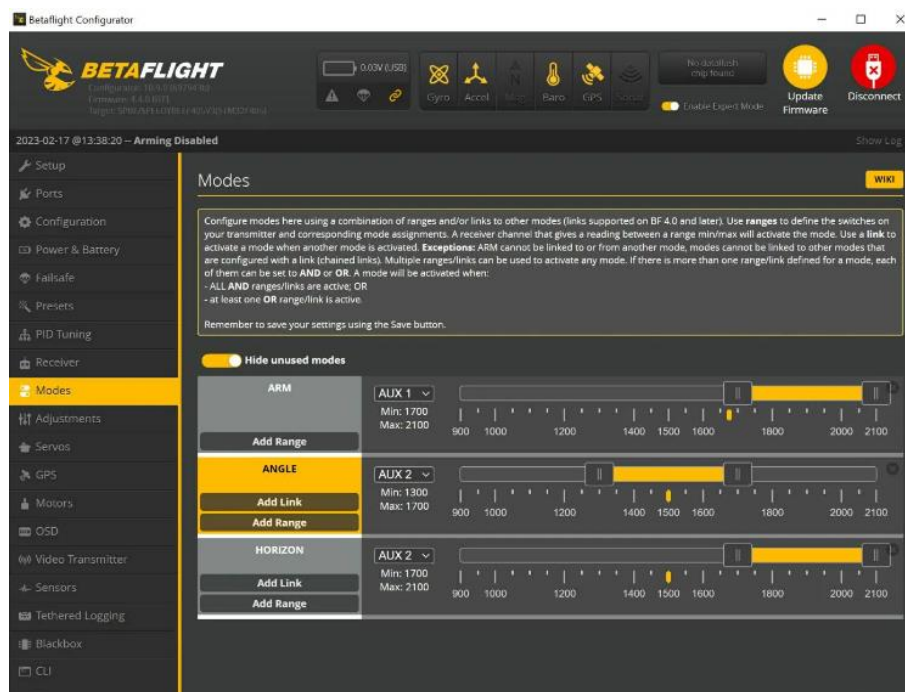 Betaflight Configurator
BETAFLIGHT
0.03V (USB)
Gyro Accel Mag Baro GPS Sonar
No dataflash
chip found
Enable Expert Mode
Update
Firmware
Disconnect
2023-02-17 @13:38:20 -- Arming Disabled
Show Log
Setup
Ports
Configuration
Power & Battery
Failsafe
Presets
PID Tuning
Receiver
Modes
Adjustments
Servos
GPS
Motors
OSD
Video Transmitter
Sensors
Tethered Logging
Blackbox
CLI
Modes
WIKI
Configure modes here using a combination of ranges and/or links to other modes (links supported on BF 4.0 and later). Use ranges to define the switches on
your transmitter and corresponding mode assignments. A receiver channel that gives a reading between a range min/max will activate the mode. Use a link to
activate a mode when another mode is activated. Exceptions: ARM cannot be linked to or from another mode, modes cannot be linked to other modes that
are configured with a link (chained links). Multiple ranges/links can be used to activate any mode. If there is more than one range/link defined for a mode, each
of them can be set to AND or OR. A mode will be activated when:
- ALL AND ranges/links are active; OR
- at least one OR range/link is active.
Remember to save your settings using the Save button.
Hide unused modes
ARM
Add Range
AUX 1
Min: 1700
Max: 2100
900 1000 1200 1400 1500 1600 1800 2000 2100
ANGLE
Add Link
Add Range
AUX 2
Min: 1300
Max: 1700
900 1000 1200 1400 1500 1600 1800 2000 2100
HORIZON
Add Link
Add Range
AUX 2
Min: 1700
Max: 2100
900 1000 1200 1400 1500 1600 1800 2000 2100